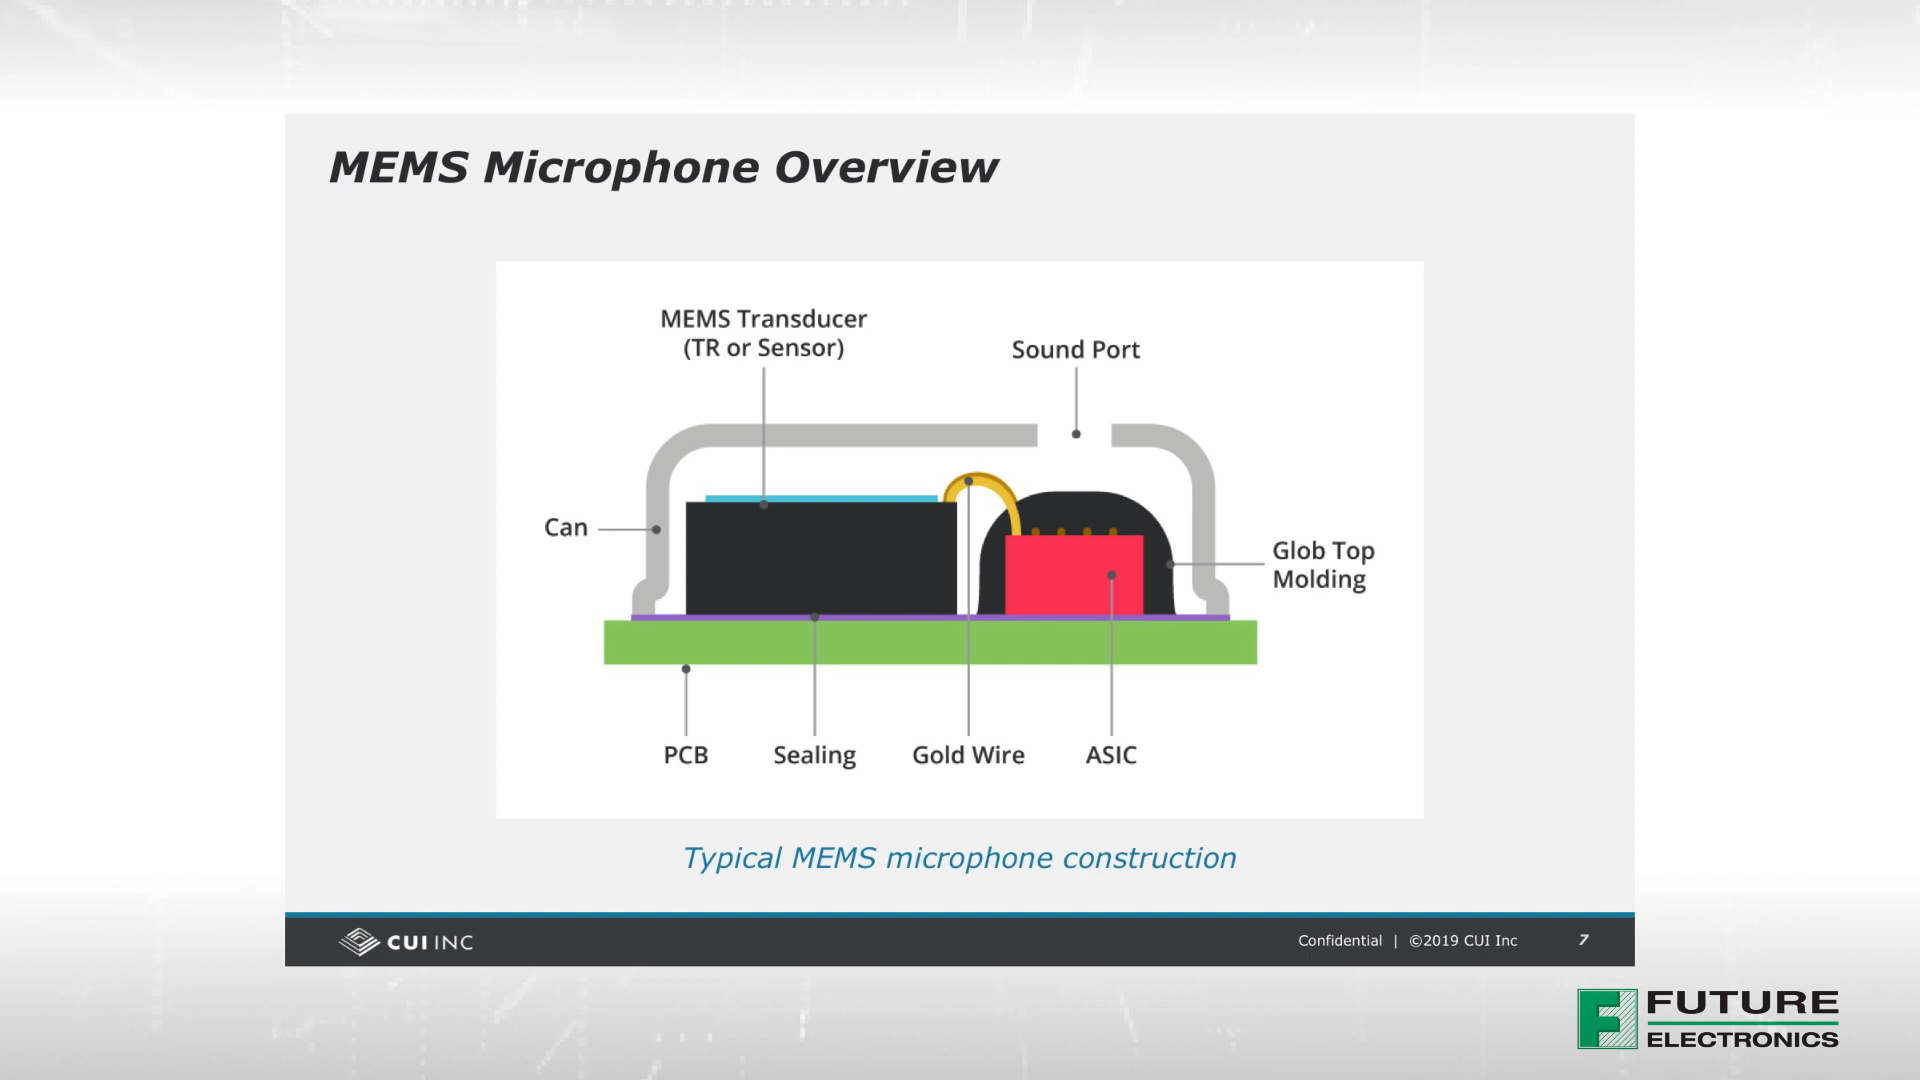 MEMS Microphone Overview
MEMS Transducer
(TR or Sensor)
Sound Port
Can
Glob Top
Molding
PCB
Sealing
Gold Wire
ASIC
Typical MEMS microphone construction
CUI INC
Confidential | ©2019 CUI Inc
7
FUTURE
ELECTRONICS